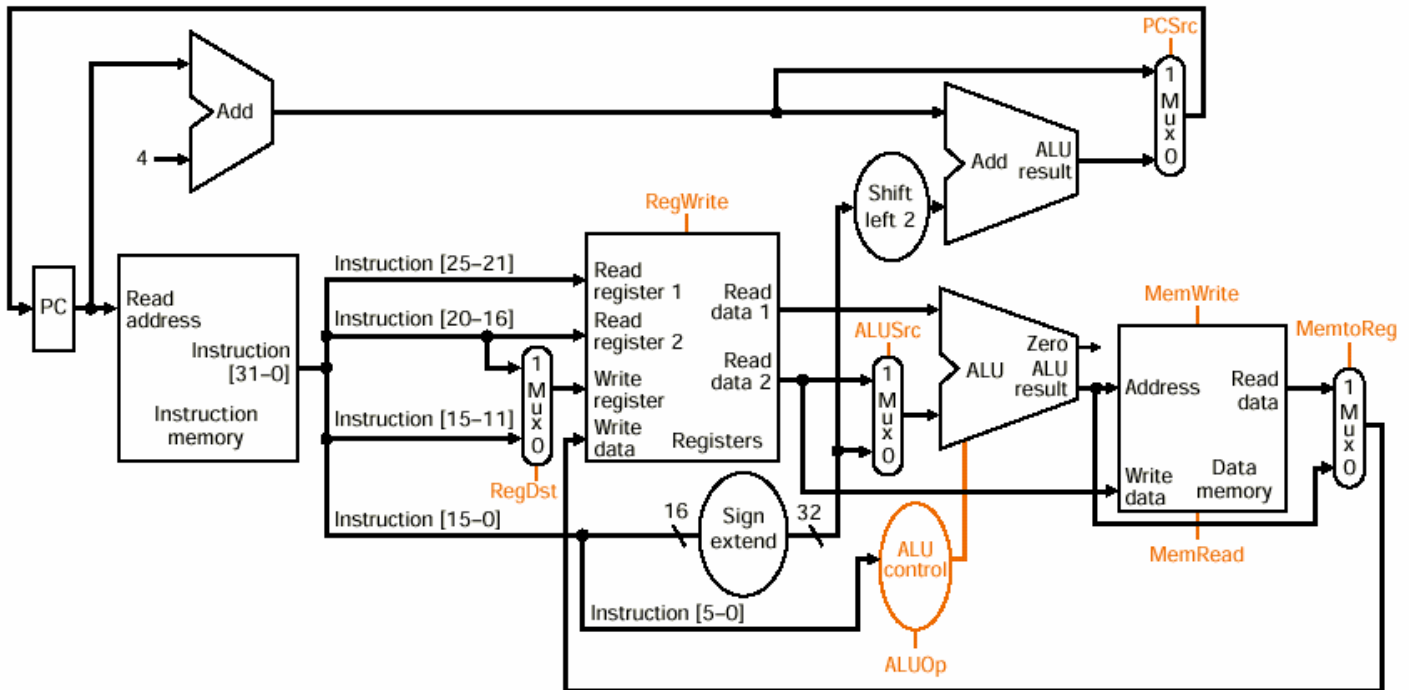 PCSrc
1
M
u
x
0
Add
4
Add
ALU
result
Shift
left 2
RegWrite
PC
Read
address
Instruction
[31–0]
Instruction
memory
Instruction [25–21]
Instruction [20–16]
Instruction [15–11]
Instruction [15–0]
Instruction [5–0]
1
M
u
x
0
RegDst
Read
register 1
Read
register 2
Write
register
Write
data
Read
data 1
Read
data 2
Registers
16
Sign
extend
32
ALUSrc
1
M
u
x
0
Zero
ALU
ALU
result
ALU
control
ALUOp
MemWrite
Address
Read
data
Write
data
Data
memory
MemRead
MemtoReg
1
M
u
x
0